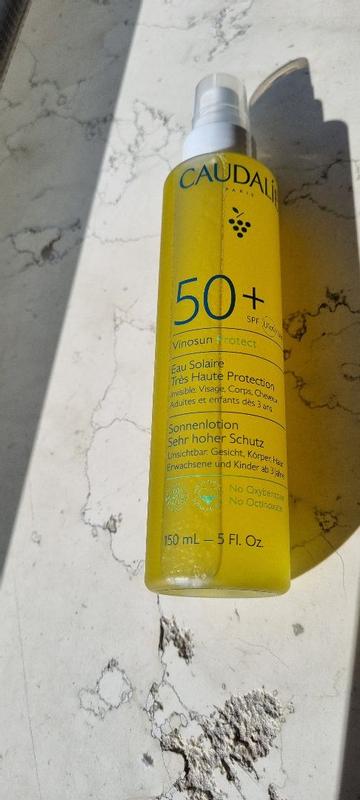 CAUDALÍE
PARIS
50+
SPF
Vinosun Protect
Eau Solaire
Très Haute Protection
Invisible. Visage, Corps, Cheveux
Adultes et enfants dès 3 ans
Sonnenlotion
Sehr hoher Schutz
Unsichtbar. Gesicht, Körper, Haar
Erwachsene und Kinder ab 3 Jahre
No Oxybenzone
No Octinoxate
150 mL – 5 Fl. Oz.